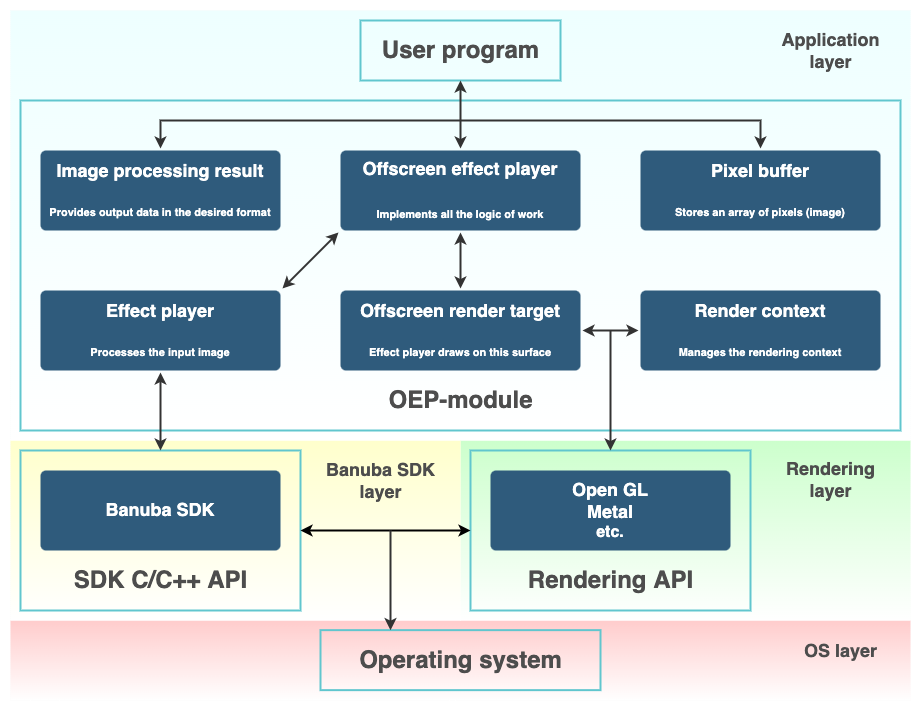 User program
Application
layer
Image processing result
Provides output data in the desired format
Offscreen effect player
Implements all the logic of work
Pixel buffer
Stores an array of pixels (image)
Effect player
Processes the input image
Offscreen render target
Effect player draws on this surface
Render context
Manages the rendering context
OEP-module
Banuba SDK
layer
Rendering
layer
Banuba SDK
SDK C/C++ API
Open GL
Metal
etc.
Rendering API
Operating system
OS layer